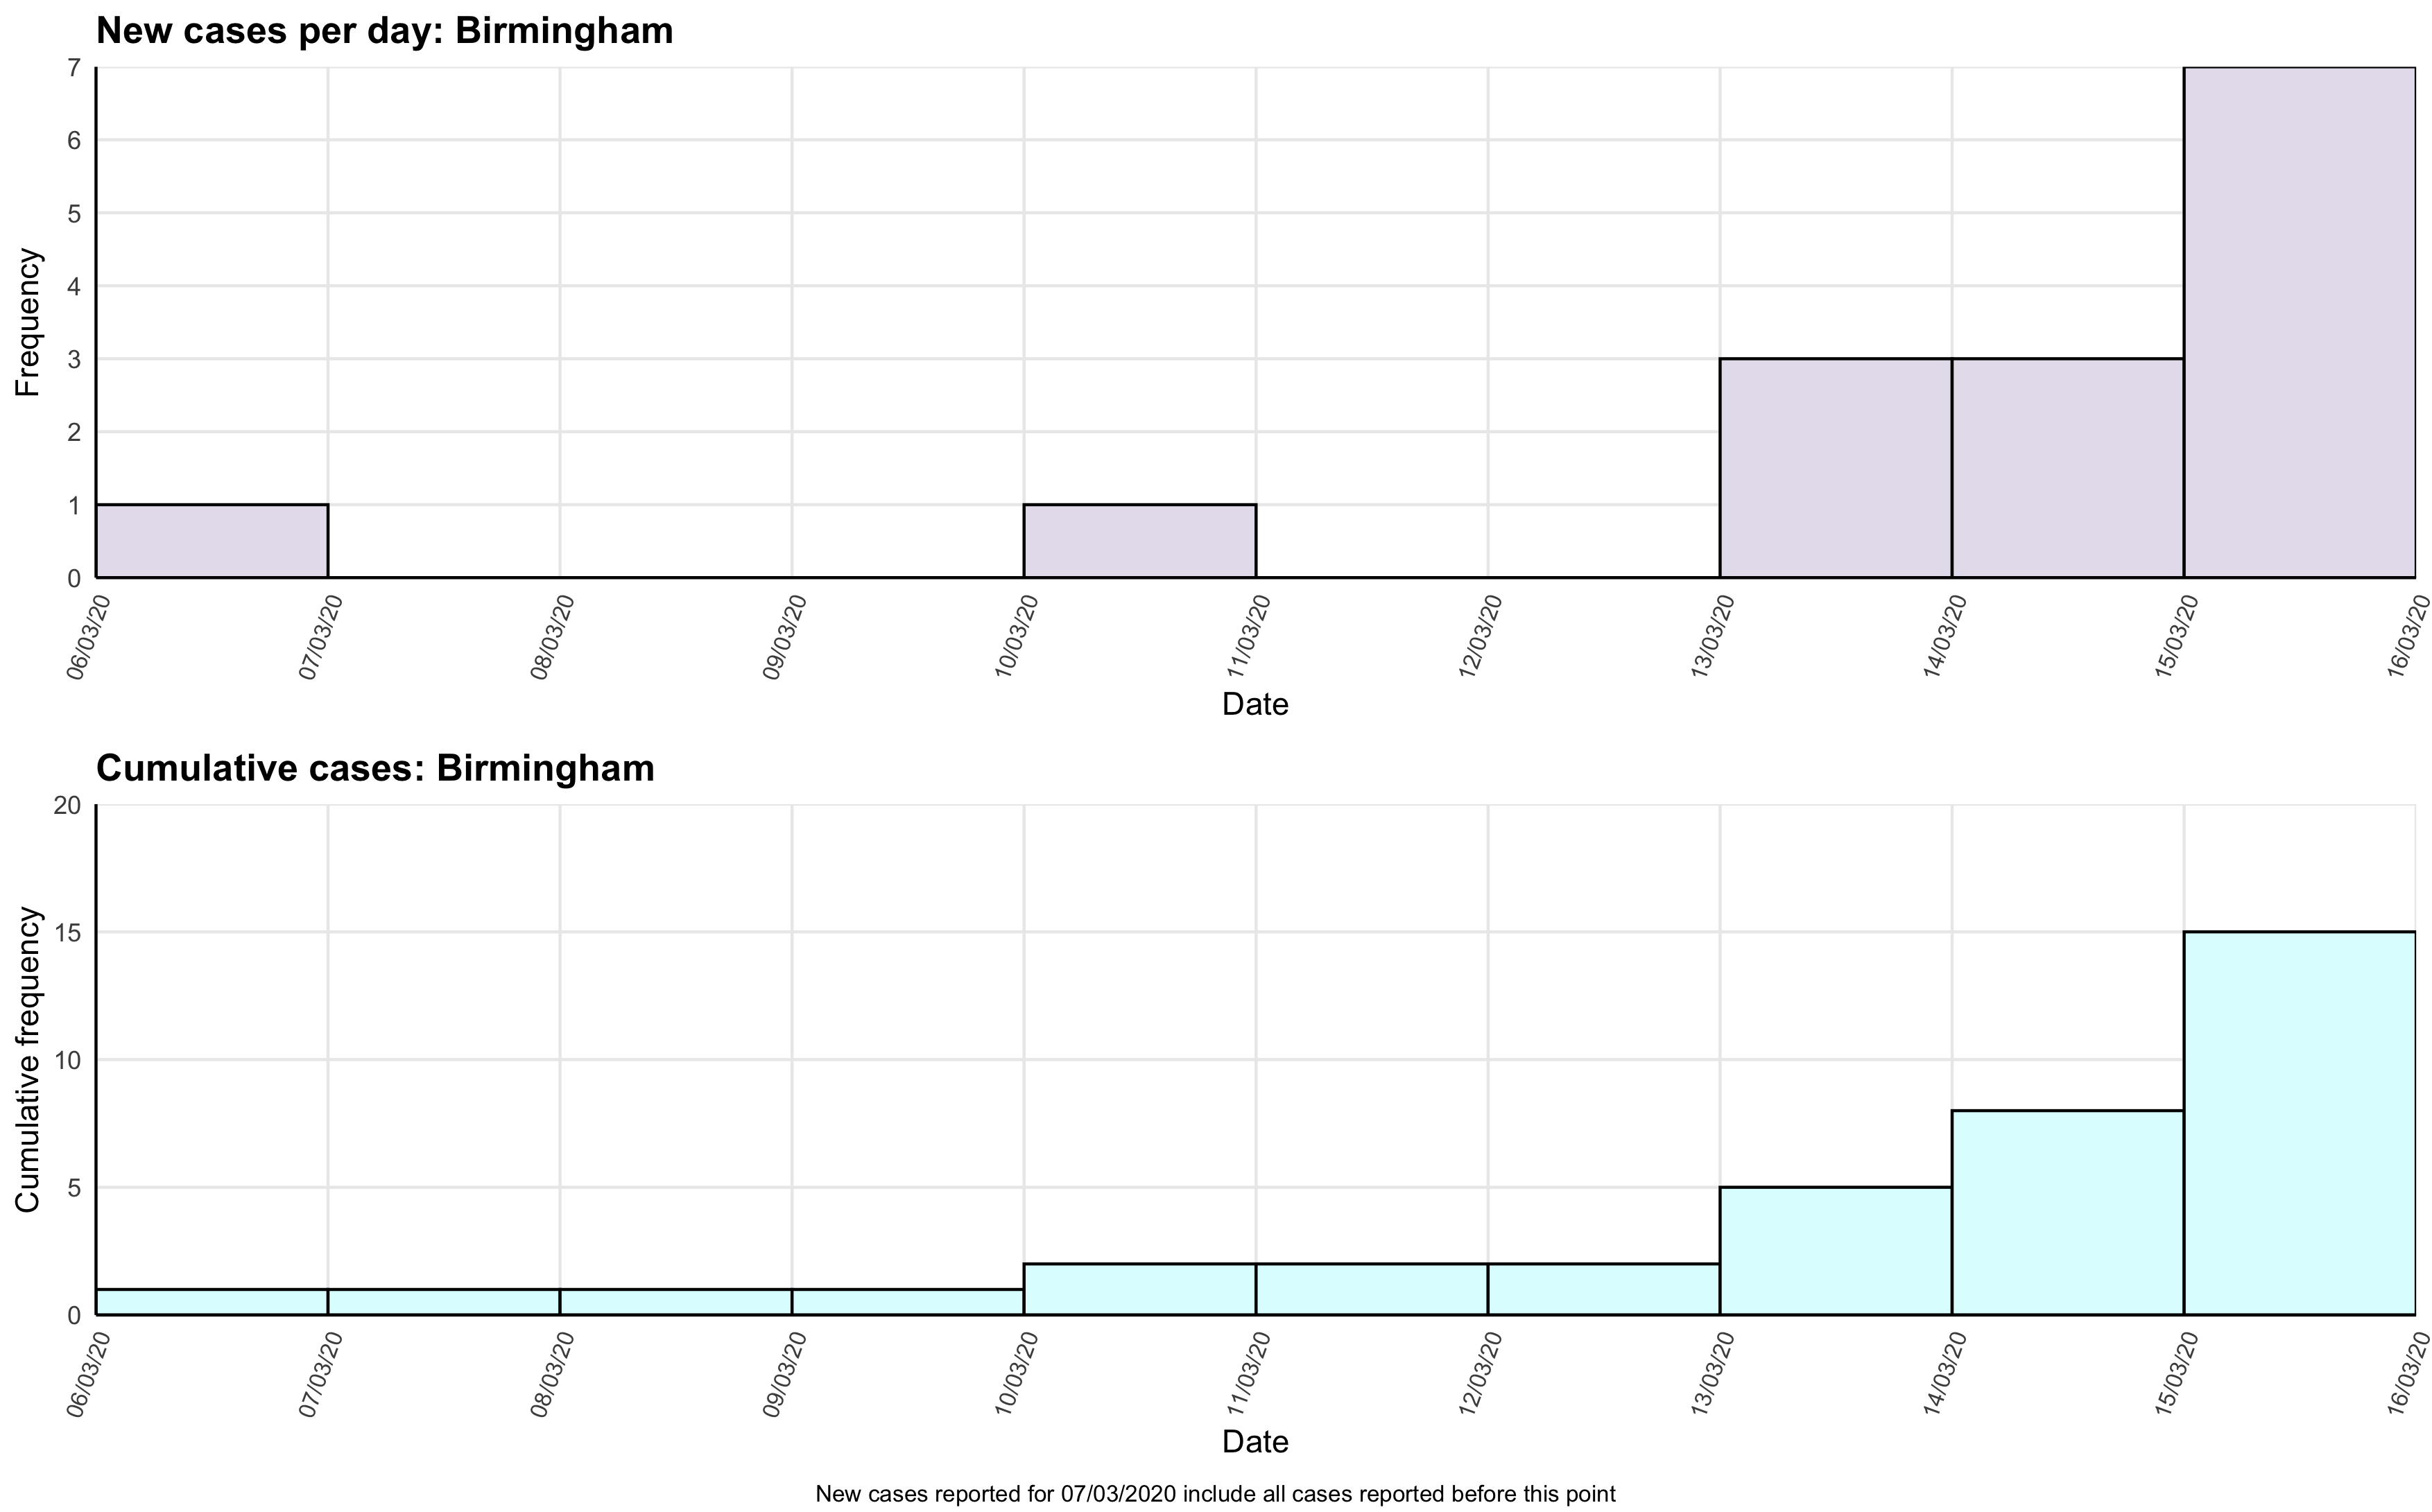 New cases per day: Birmingham
7
6
5
4
3
2
1
0
Frequency
06/03/20 07/03/20 08/03/20 09/03/20 10/03/20 11/03/20 12/03/20 13/03/20 14/03/20 15/03/20 16/03/20
Date
Cumulative cases: Birmingham
20
15
10
5
0
Cumulative frequency
06/03/20 07/03/20 08/03/20 09/03/20 10/03/20 11/03/20 12/03/20 13/03/20 14/03/20 15/03/20 16/03/20
Date
New cases reported for 07/03/2020 include all cases reported before this point